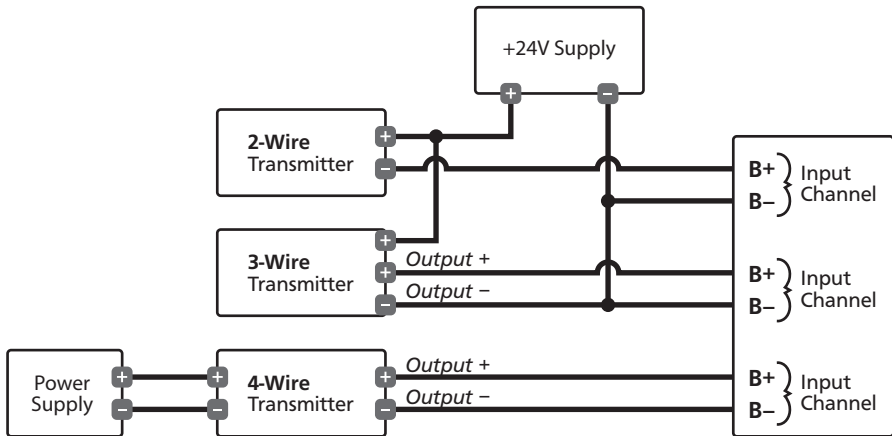 +24V Supply
+
−
2-Wire
Transmitter
+
−
B+
B−
Input
Channel
3-Wire
Transmitter
+
+
−
Output +
Output −
B+
B−
Input
Channel
Power
Supply
+
−
+
−
4-Wire
Transmitter
+
−
Output +
Output −
B+
B−
Input
Channel